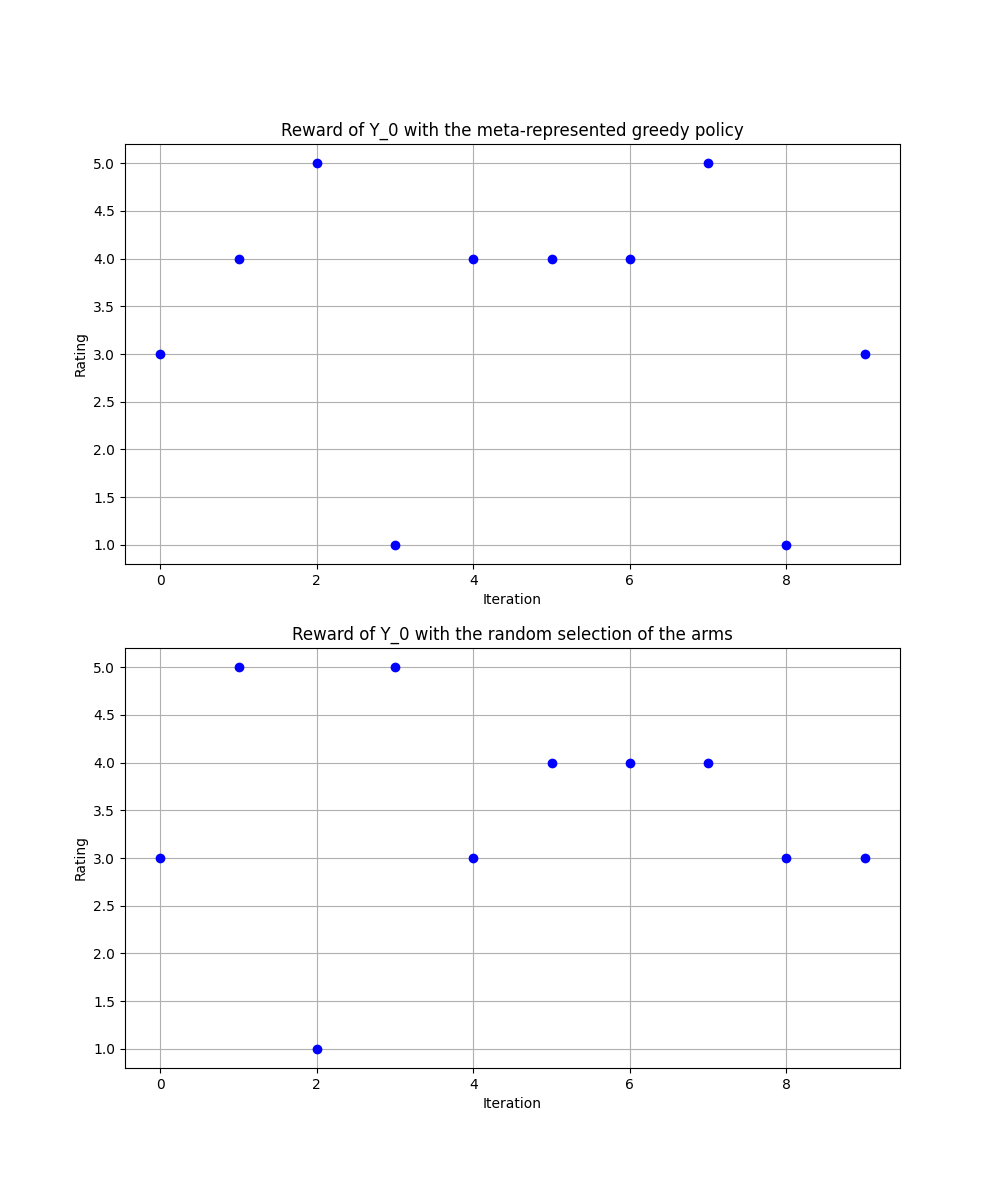 Reward of Y_0 with the meta-represented greedy policy
5.0
4.5
4.0
3.5
3.0
2.5
2.0
1.5
1.0
Rating
0 2 4 6 8
Iteration
Reward of Y_0 with the random selection of the arms
5.0
4.5
4.0
3.5
3.0
2.5
2.0
1.5
1.0
Rating
0 2 4 6 8
Iteration